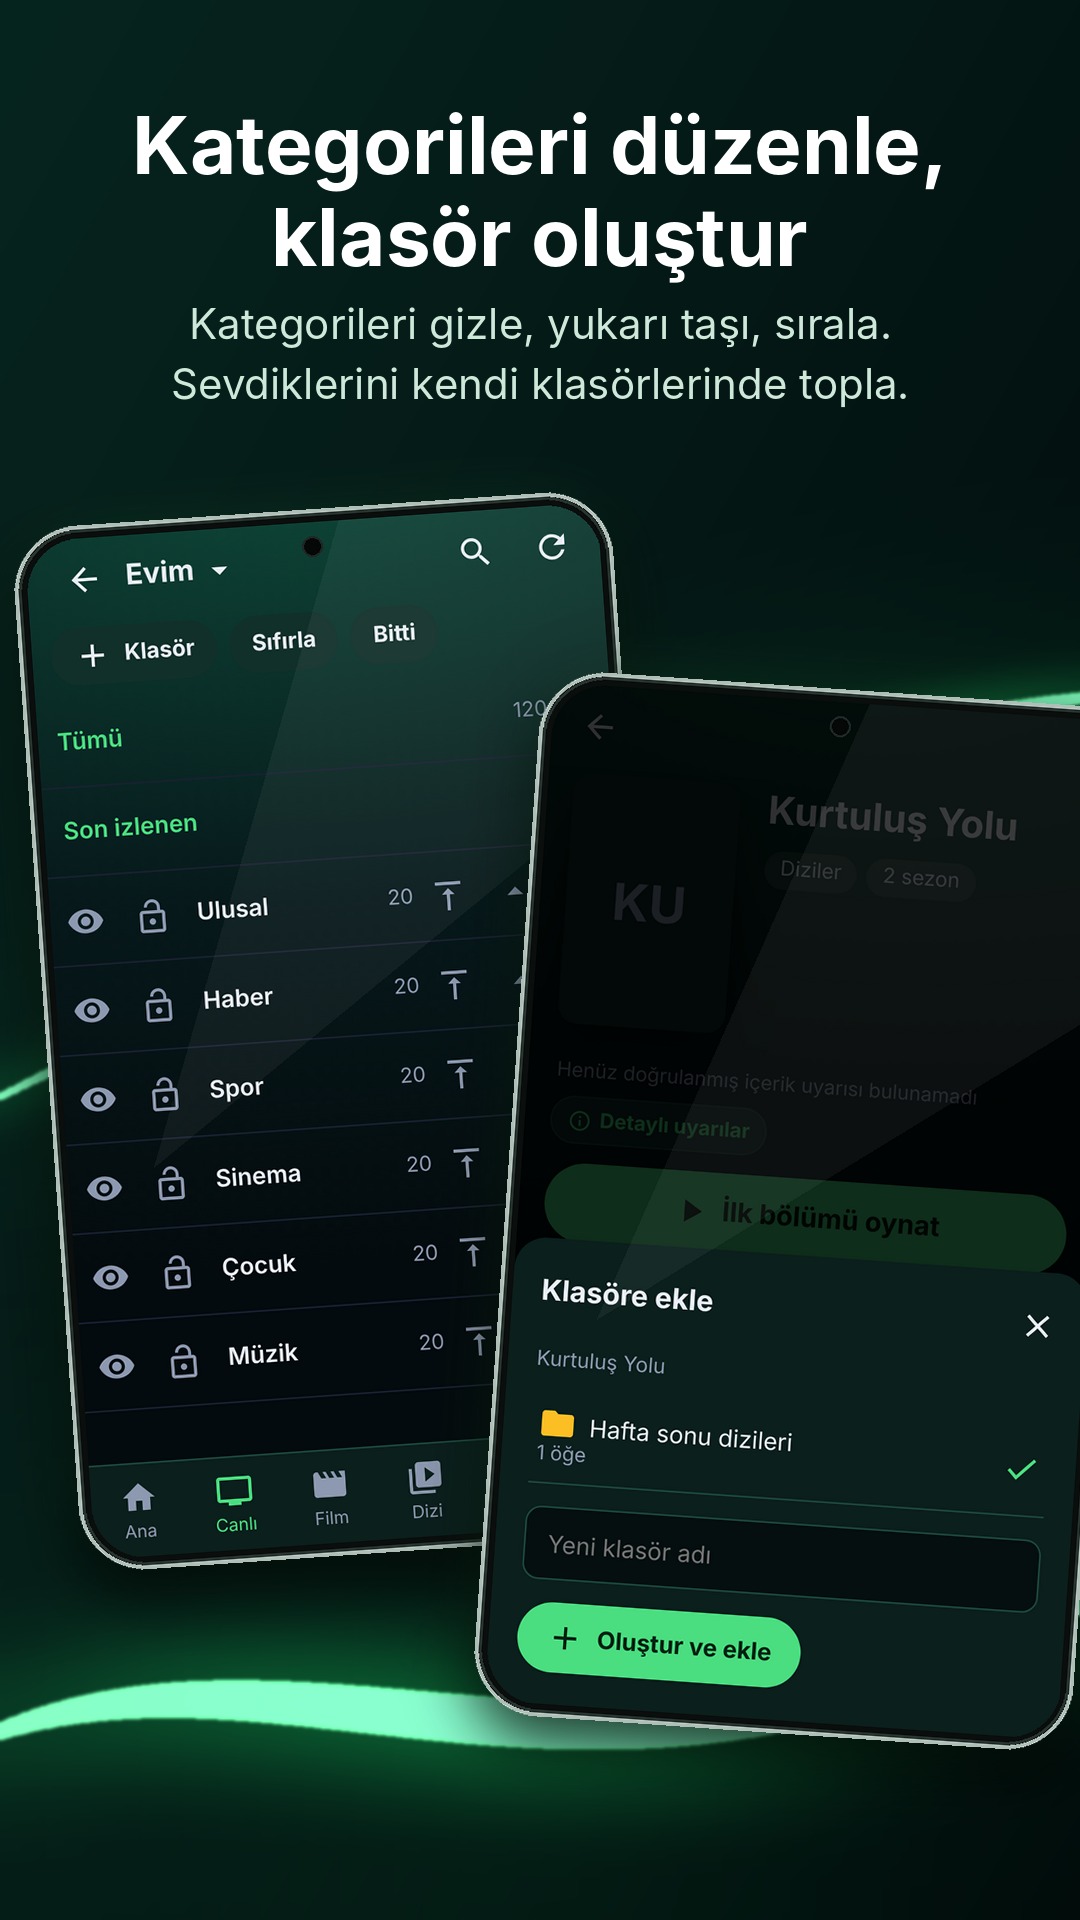 Kategorileri düzenle,
klasör oluştur
Kategorileri gizle, yukarı taşı, sırala.
Sevdiklerini kendi klasörlerinde topla.
Evim
Klasör
Sıfırla
Bitti
Tümü
120
Son izlenen
Ulusal
20
Haber
20
Spor
20
Sinema
20
Çocuk
20
Müzik
20
Ana
Canlı
Film
Dizi
Kurtuluş Yolu
Diziler
2 sezon
KU
Henüz doğrulanmış içerik uyarısı bulunamadı
Detaylı uyarılar
İlk bölümü oynat
Klasöre ekle
Kurtuluş Yolu
Hafta sonu dizileri
1 öğe
Yeni klasör adı
Oluştur ve ekle